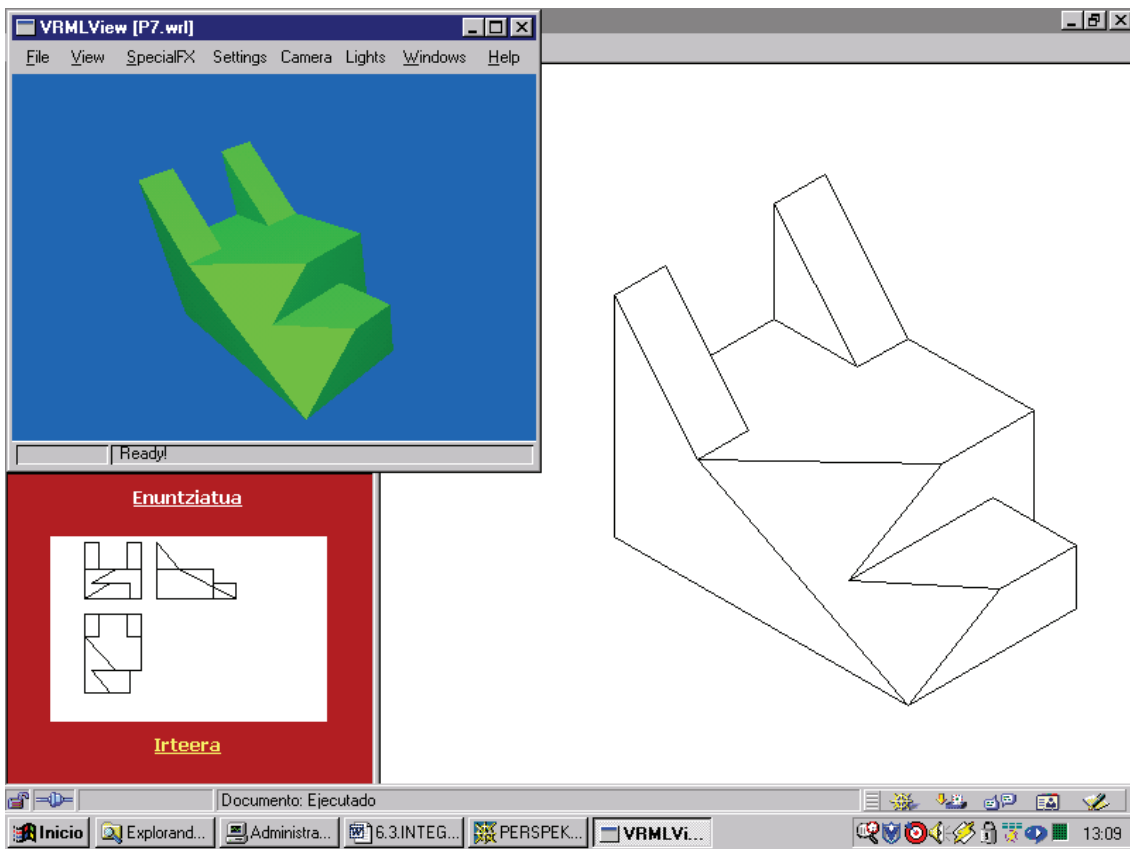 VRMLView [P7.wrl]
File View SpecialFX Settings Camera Lights Windows Help
Ready!
Enuntziatua
Irteera
Documento: Ejecutado
Inicio Explorand... Administra... 6.3.INTEG... PERSPEK... VRMLVi... 13:09